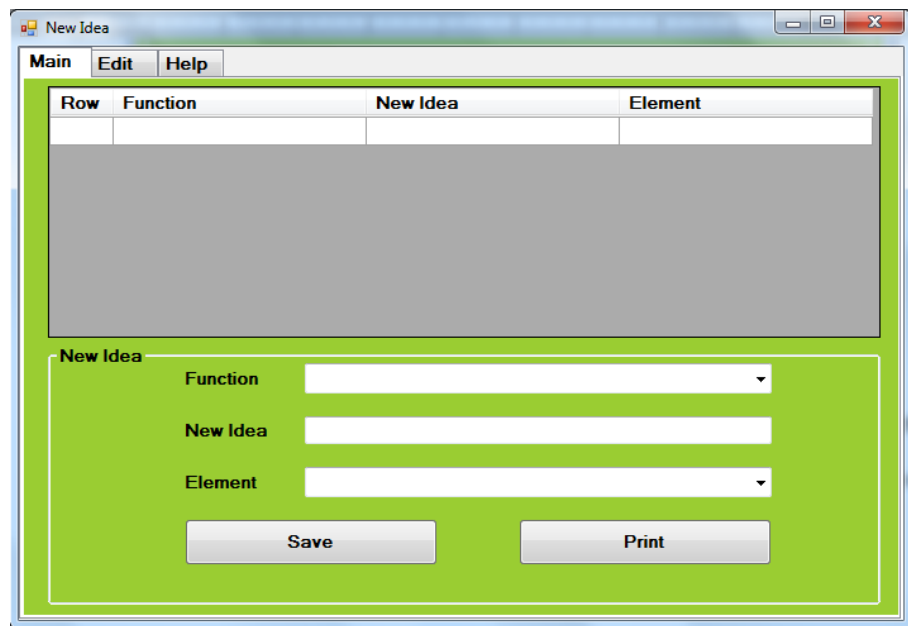 New Idea
Main Edit Help
Row Function New Idea Element
New Idea
Function
New Idea
Element
Save Print